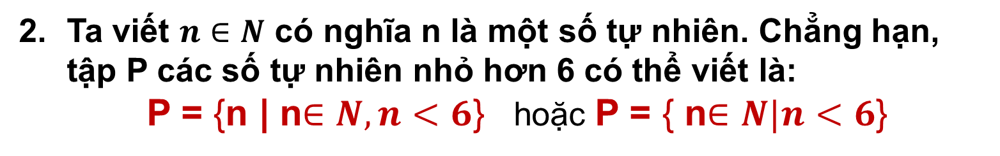 2. Ta viết n ∈ N có nghĩa n là một số tự nhiên. Chẳng hạn,
tập P các số tự nhiên nhỏ hơn 6 có thể viết là:
P = {n | n∈ N, n < 6} hoặc P = { n∈ N|n < 6}